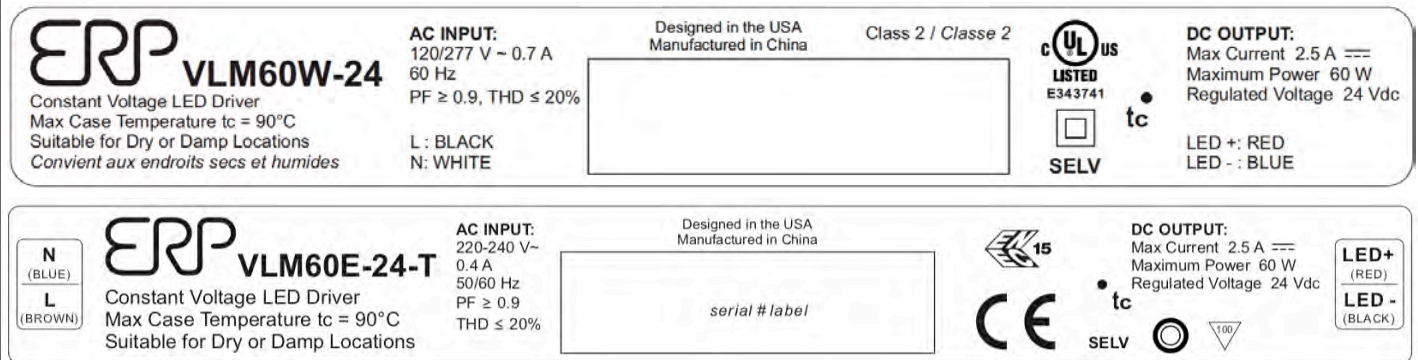 ERP VLM60W-24
Constant Voltage LED Driver
Max Case Temperature tc = 90°C
Suitable for Dry or Damp Locations
Convient aux endroits secs et humides
AC INPUT:
120/277 V ~ 0.7 A
60 Hz
PF ≥ 0.9, THD ≤ 20%
L : BLACK
N: WHITE
Designed in the USA
Manufactured in China
Class 2 / Classe 2
c UL US
LISTED
E343741
tc
SELV
DC OUTPUT:
Max Current 2.5 A ⎓
Maximum Power 60 W
Regulated Voltage 24 Vdc
LED +: RED
LED - : BLUE
N
(BLUE)
L
(BROWN)
ERP VLM60E-24-T
Constant Voltage LED Driver
Max Case Temperature tc = 90°C
Suitable for Dry or Damp Locations
AC INPUT:
220-240 V~
0.4 A
50/60 Hz
PF ≥ 0.9
THD ≤ 20%
Designed in the USA
Manufactured in China
serial # label
ENEC 15
CE
tc
SELV
100
DC OUTPUT:
Max Current 2.5 A ⎓
Maximum Power 60 W
Regulated Voltage 24 Vdc
LED+
(RED)
LED -
(BLACK)